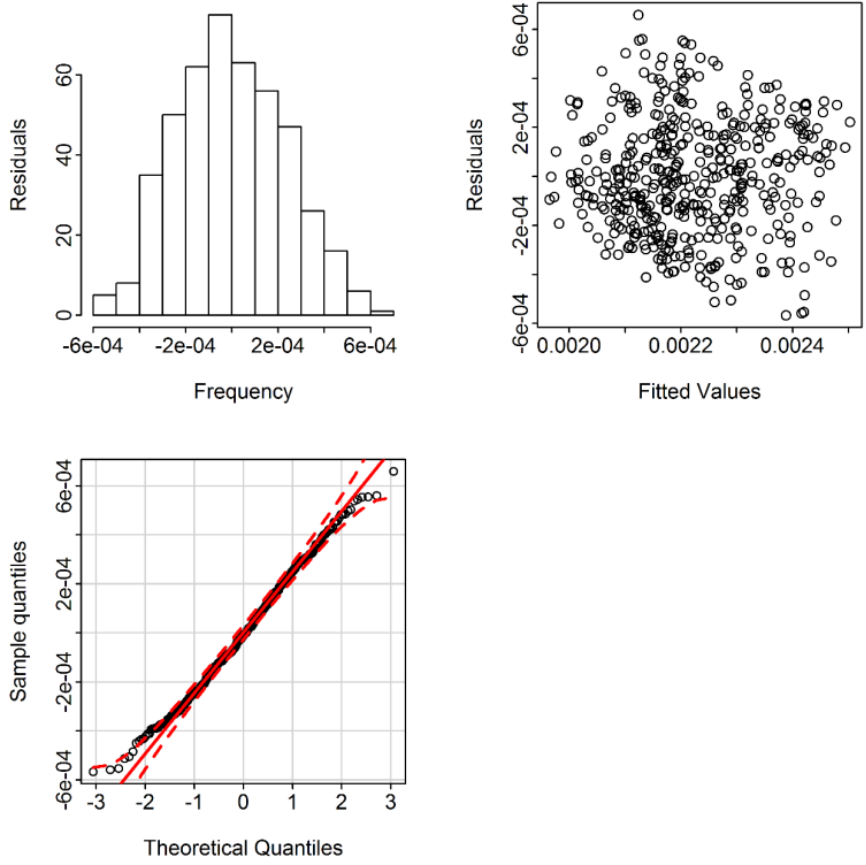 Residuals
60
40
20
0
-6e-04 -2e-04 2e-04 6e-04
Frequency
Residuals
6e-04
2e-04
-2e-04
-6e-04
0.0020 0.0022 0.0024
Fitted Values
Sample quantiles
6e-04
2e-04
-2e-04
-6e-04
-3 -2 -1 0 1 2 3
Theoretical Quantiles